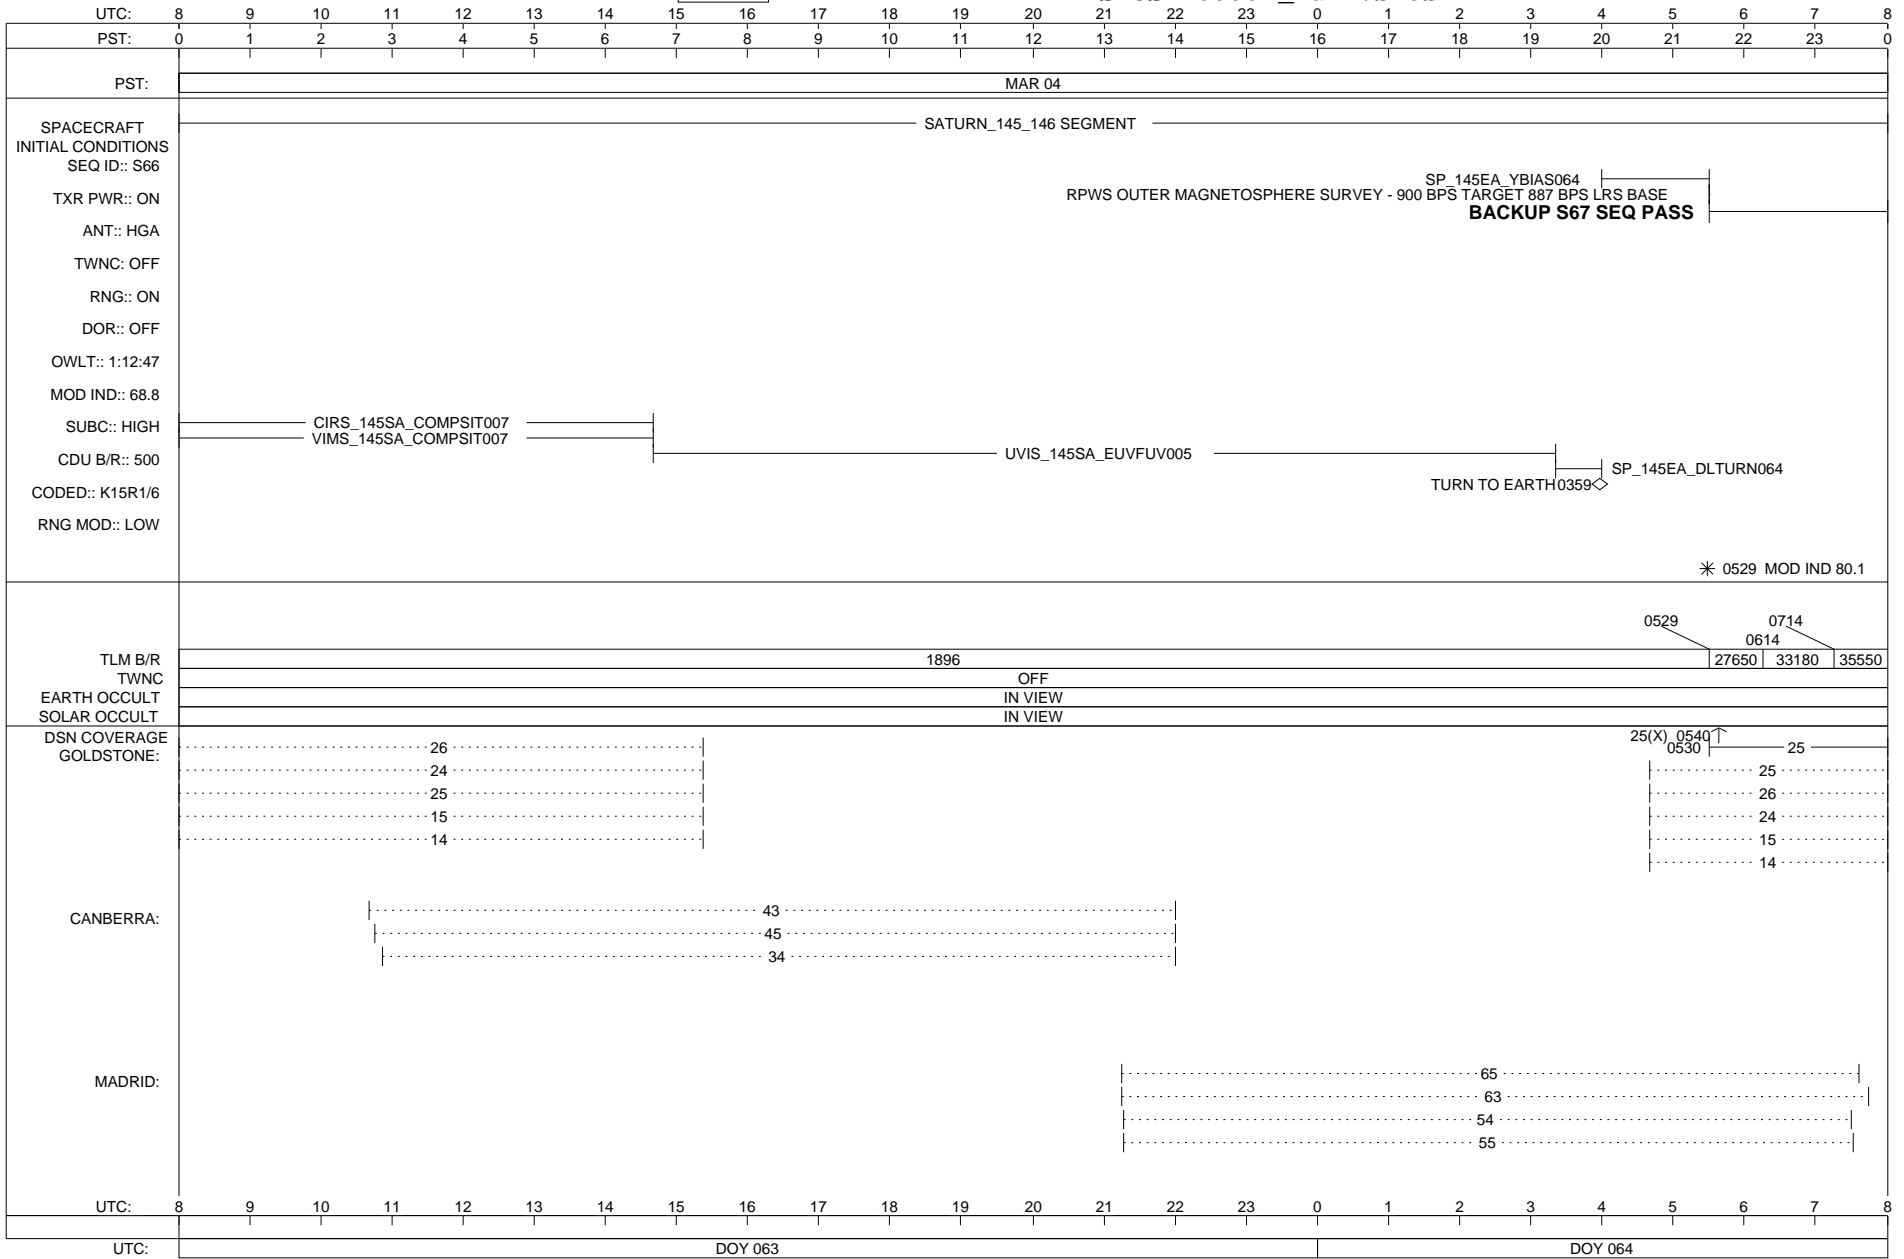 UTC: 8 9 10 11 12 13 14 15 16 17 18 19 20 21 22 23 0 1 2 3 4 5 6 7 8
PST: 0 1 2 3 4 5 6 7 8 9 10 11 12 13 14 15 16 17 18 19 20 21 22 23 0
PST: MAR 04
SPACECRAFT
INITIAL CONDITIONS
SATURN_145_146 SEGMENT
SEQ ID:: S66
SP_145EA_YBIAS064
TXR PWR:: ON
RPWS OUTER MAGNETOSPHERE SURVEY - 900 BPS TARGET 887 BPS LRS BASE
BACKUP S67 SEQ PASS
ANT:: HGA
TWNC: OFF
RNG:: ON
DOR:: OFF
OWLT:: 1:12:47
MOD IND:: 68.8
SUBC:: HIGH
CIRS_145SA_COMPSIT007
VIMS_145SA_COMPSIT007
CDU B/R:: 500
UVIS_145SA_EUVFUV005
SP_145EA_DLTURN064
CODED:: K15R1/6
TURN TO EARTH0359
RNG MOD:: LOW
0529 MOD IND 80.1
0529 0714
0614
TLM B/R 1896 27650 33180 35550
TWNC OFF
EARTH OCCULT IN VIEW
SOLAR OCCULT IN VIEW
DSN COVERAGE
25(X) 0540
GOLDSTONE: 26 0530 25
24 25
25 26
15 24
14 15
14
CANBERRA: 43
45
34
MADRID: 65
63
54
55
UTC: 8 9 10 11 12 13 14 15 16 17 18 19 20 21 22 23 0 1 2 3 4 5 6 7 8
UTC: DOY 063 DOY 064